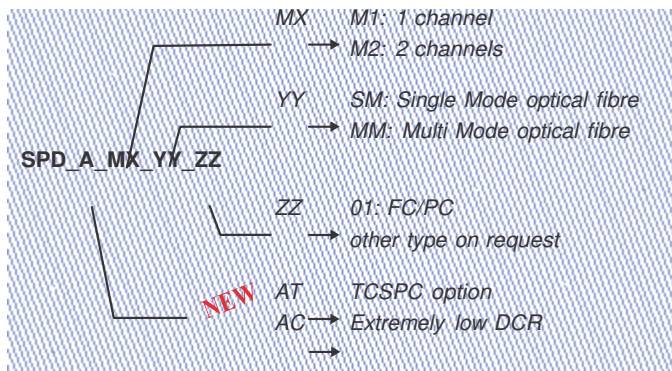 MX M1: 1 channel
M2: 2 channels
YY SM: Single Mode optical fibre
MM: Multi Mode optical fibre
SPD_A_MX_YY_ZZ
ZZ 01: FC/PC
other type on request
NEW AT TCSPC option
AC Extremely low DCR